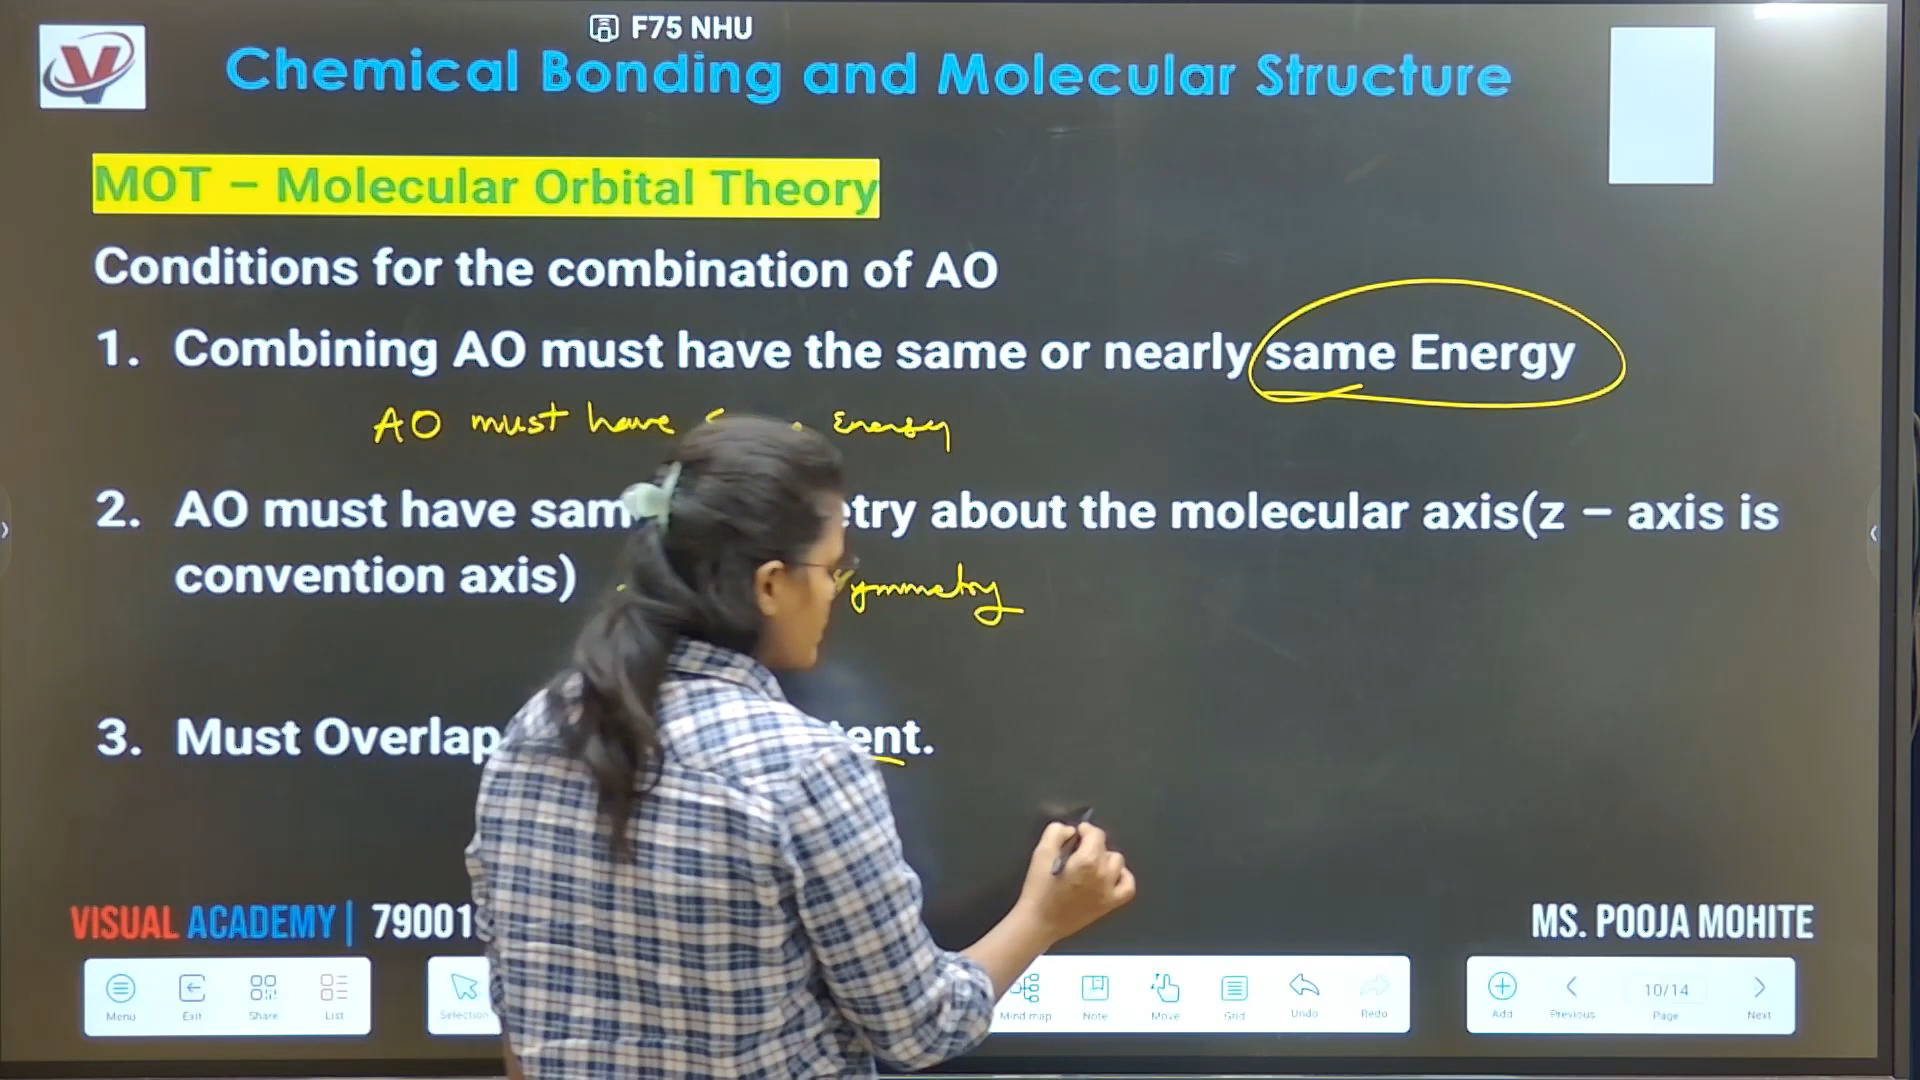 F75 NHU
Chemical Bonding and Molecular Structure
MOT – Molecular Orbital Theory
Conditions for the combination of AO
1. Combining AO must have the same or nearly same Energy
AO must have Energy
2. AO must have sam etry about the molecular axis(z – axis is
convention axis) ymmetry
3. Must Overlap tent.
VISUAL ACADEMY | 79001
MS. POOJA MOHITE
Menu Exit Share List Selection Mind map Note Move Grid Undo Redo Add Previous 10/14 Page Next